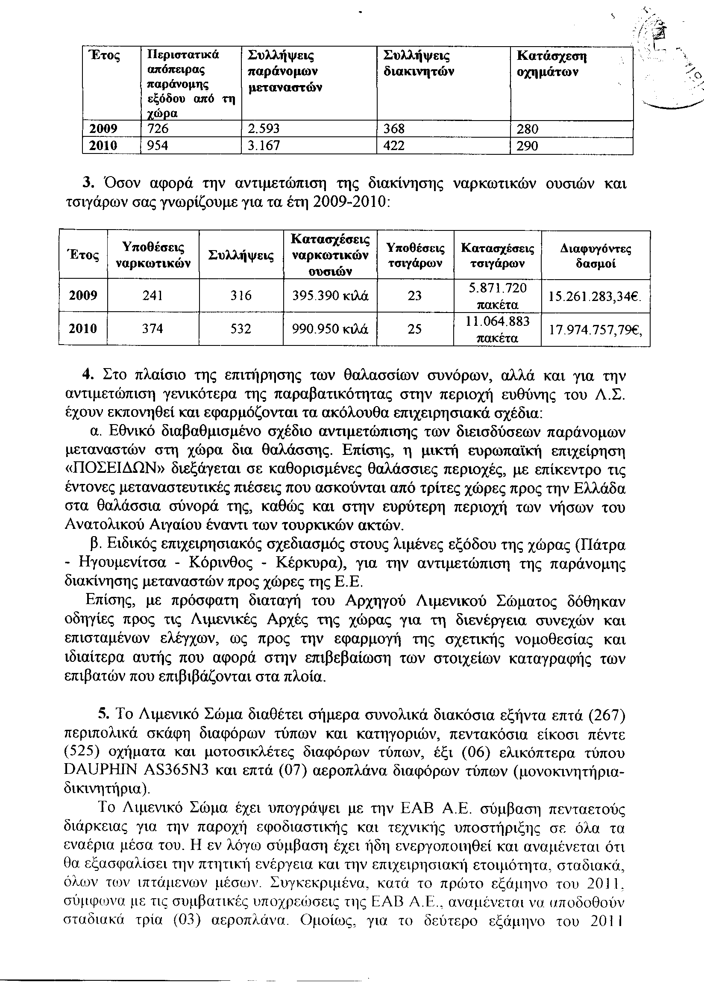 Έτος Περιστατικά απόπειρας παράνομης εξόδου από τη χώρα Συλλήψεις παράνομων μεταναστών Συλλήψεις διακινητών Κατάσχεση οχημάτων
2009 726 2.593 368 280
2010 954 3.167 422 290
3. Όσον αφορά την αντιμετώπιση της διακίνησης ναρκωτικών ουσιών και
τσιγάρων σας γνωρίζουμε για τα έτη 2009-2010:
Έτος Υποθέσεις ναρκωτικών Συλλήψεις Κατασχέσεις ναρκωτικών ουσιών Υποθέσεις τσιγάρων Κατασχέσεις τσιγάρων Διαφυγόντες δασμοί
2009 241 316 395.390 κιλά 23 5.871.720 πακέτα 15.261.283,34€.
2010 374 532 990.950 κιλά 25 11.064.883 πακέτα 17.974.757,79€,
4. Στο πλαίσιο της επιτήρησης των θαλασσίων συνόρων, αλλά και για την
αντιμετώπιση γενικότερα της παραβατικότητας στην περιοχή ευθύνης του Λ.Σ.
έχουν εκπονηθεί και εφαρμόζονται τα ακόλουθα επιχειρησιακά σχέδια:
α. Εθνικό διαβαθμισμένο σχέδιο αντιμετώπισης των διεισδύσεων παράνομων
μεταναστών στη χώρα δια θαλάσσης. Επίσης, η μικτή ευρωπαϊκή επιχείρηση
«ΠΟΣΕΙΔΩΝ» διεξάγεται σε καθορισμένες θαλάσσιες περιοχές, με επίκεντρο τις
έντονες μεταναστευτικές πιέσεις που ασκούνται από τρίτες χώρες προς την Ελλάδα
στα θαλάσσια σύνορά της, καθώς και στην ευρύτερη περιοχή των νήσων του
Ανατολικού Αιγαίου έναντι των τουρκικών ακτών.
β. Ειδικός επιχειρησιακός σχεδιασμός στους λιμένες εξόδου της χώρας (Πάτρα
- Ηγουμενίτσα - Κόρινθος - Κέρκυρα), για την αντιμετώπιση της παράνομης
διακίνησης μεταναστών προς χώρες της Ε.Ε.
Επίσης, με πρόσφατη διαταγή του Αρχηγού Λιμενικού Σώματος δόθηκαν
οδηγίες προς τις Λιμενικές Αρχές της χώρας για τη διενέργεια συνεχών και
επισταμένων ελέγχων, ως προς την εφαρμογή της σχετικής νομοθεσίας και
ιδιαίτερα αυτής που αφορά στην επιβεβαίωση των στοιχείων καταγραφής των
επιβατών που επιβιβάζονται στα πλοία.
5. Το Λιμενικό Σώμα διαθέτει σήμερα συνολικά διακόσια εξήντα επτά (267)
περιπολικά σκάφη διαφόρων τύπων και κατηγοριών, πεντακόσια είκοσι πέντε
(525) οχήματα και μοτοσικλέτες διαφόρων τύπων, έξι (06) ελικόπτερα τύπου
DAUPHIN AS365N3 και επτά (07) αεροπλάνα διαφόρων τύπων (μονοκινητήρια-
δικινητήρια).
Το Λιμενικό Σώμα έχει υπογράψει με την ΕΑΒ Α.Ε. σύμβαση πενταετούς
διάρκειας για την παροχή εφοδιαστικής και τεχνικής υποστήριξης σε όλα τα
εναέρια μέσα του. Η εν λόγω σύμβαση έχει ήδη ενεργοποιηθεί και αναμένεται ότι
θα εξασφαλίσει την πτητική ενέργεια και την επιχειρησιακή ετοιμότητα, σταδιακά,
όλων των ιπτάμενων μέσων. Συγκεκριμένα, κατά το πρώτο εξάμηνο του 2011,
σύμφωνα με τις συμβατικές υποχρεώσεις της ΕΑΒ Α.Ε., αναμένεται να αποδοθούν
σταδιακά τρία (03) αεροπλάνα. Ομοίως, για το δεύτερο εξάμηνο του 2011